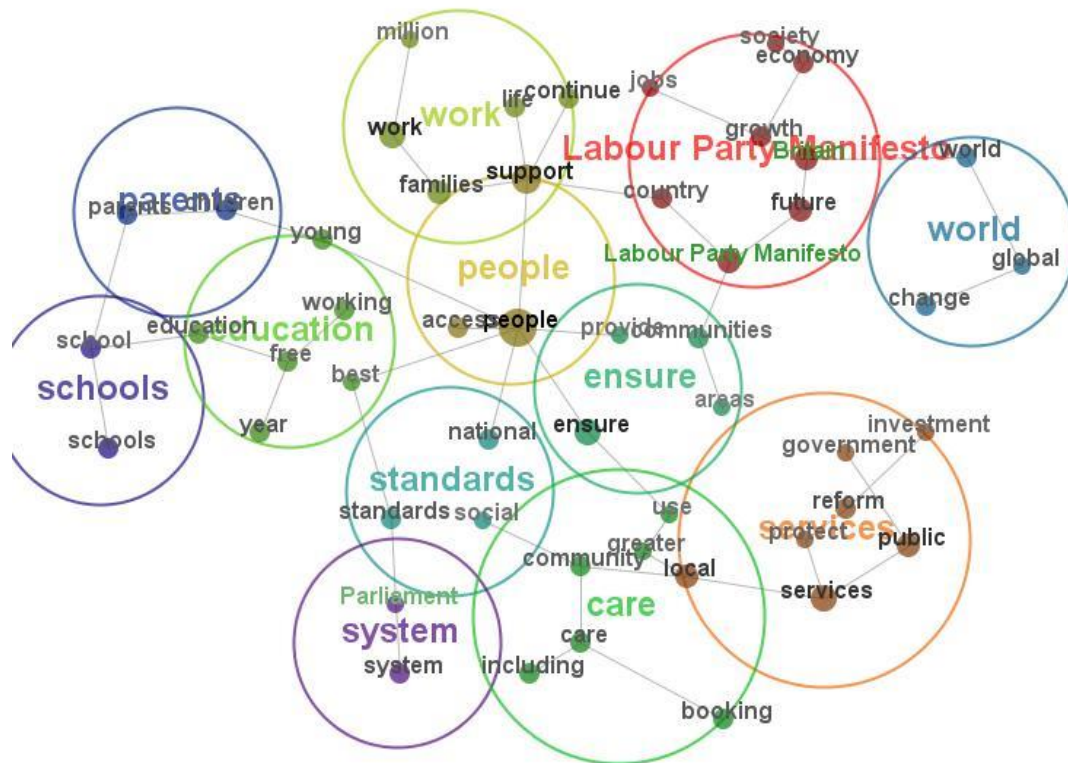 million
society
economy
jobs
life
continue
work
work
growth
Labour Party Manifesto
Britain
world
support
families
country
future
parents
parents
children
young
world
people
Labour Party Manifesto
global
change
working
education
education
access
people
provide
communities
school
free
schools
best
ensure
areas
year
national
ensure
investment
schools
government
standards
standards
social
use
reform
services
protect
public
greater
community
local
services
Parliament
system
care
care
system
including
booking